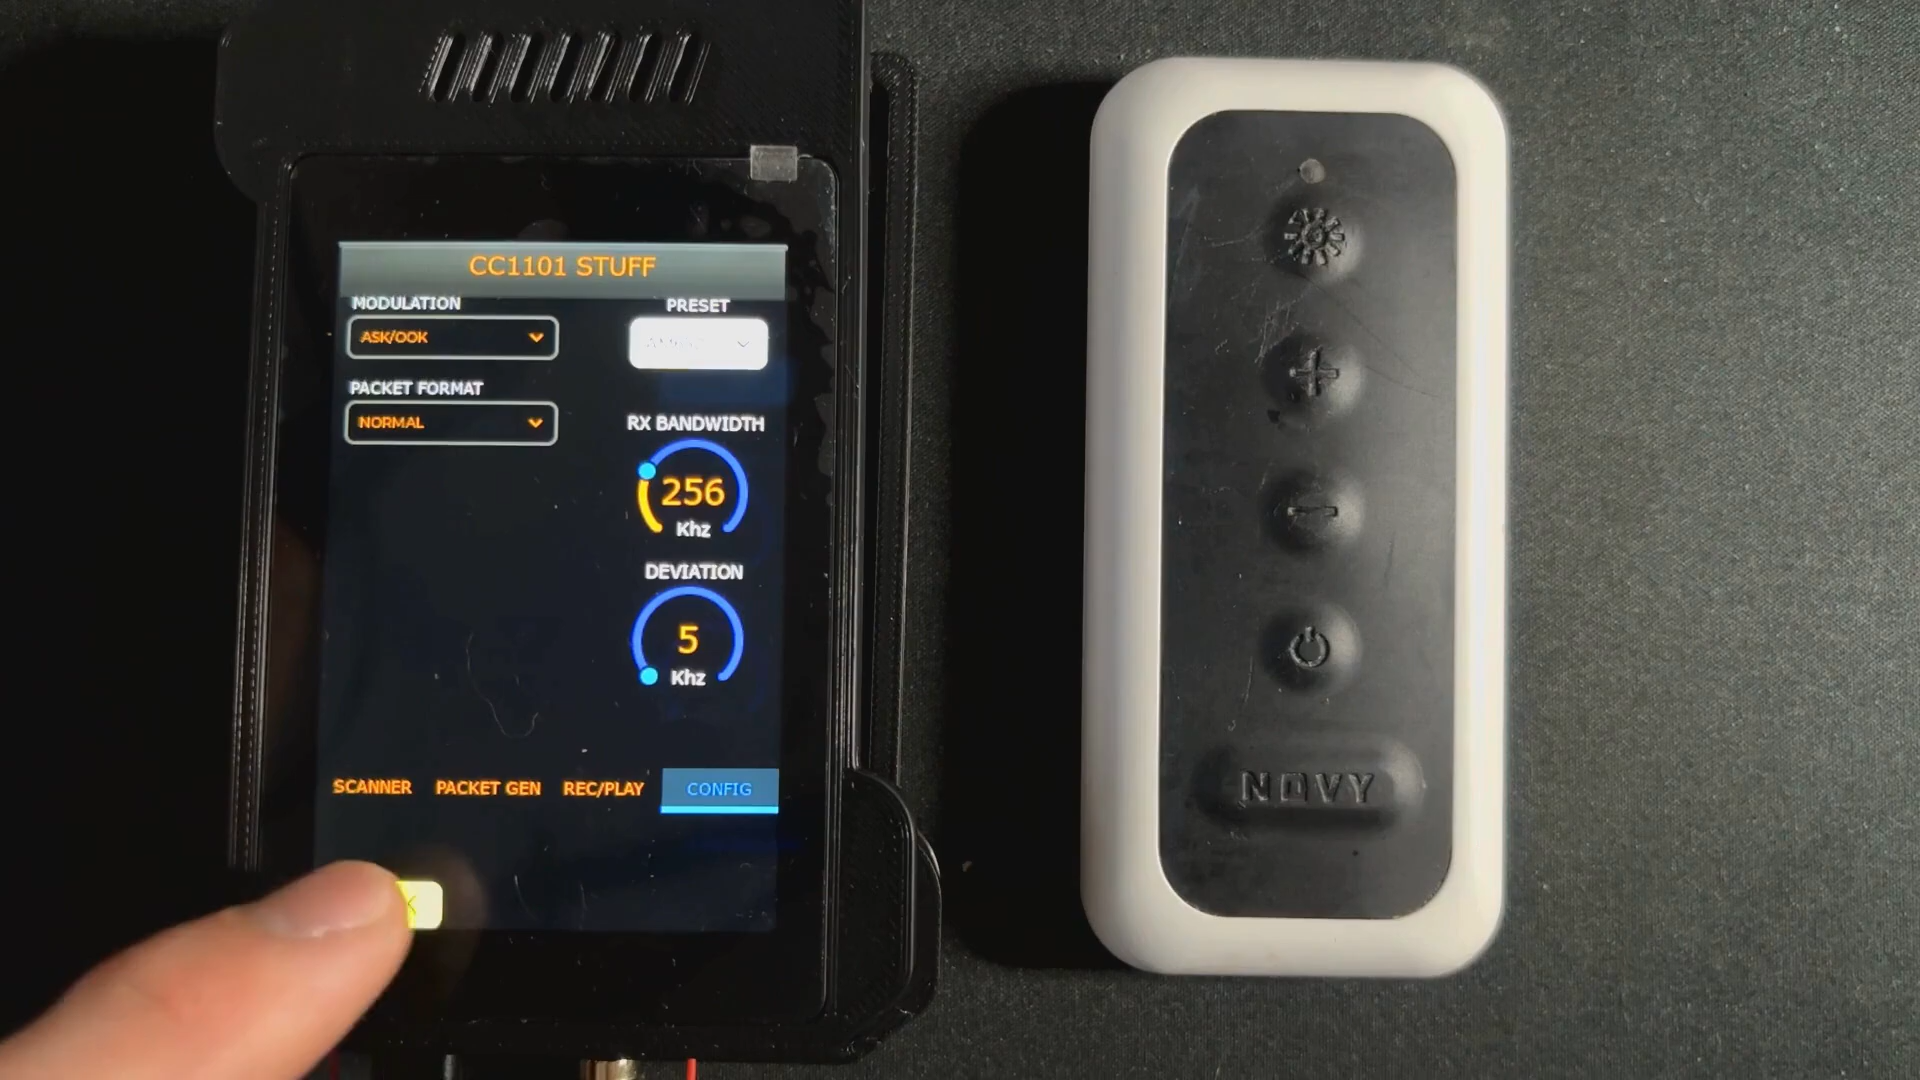 CC1101 STUFF
MODULATION
PRESET
ASK/OOK
PACKET FORMAT
NORMAL
RX BANDWIDTH
256
Khz
DEVIATION
5
Khz
SCANNER PACKET GEN REC/PLAY CONFIG
NOVY